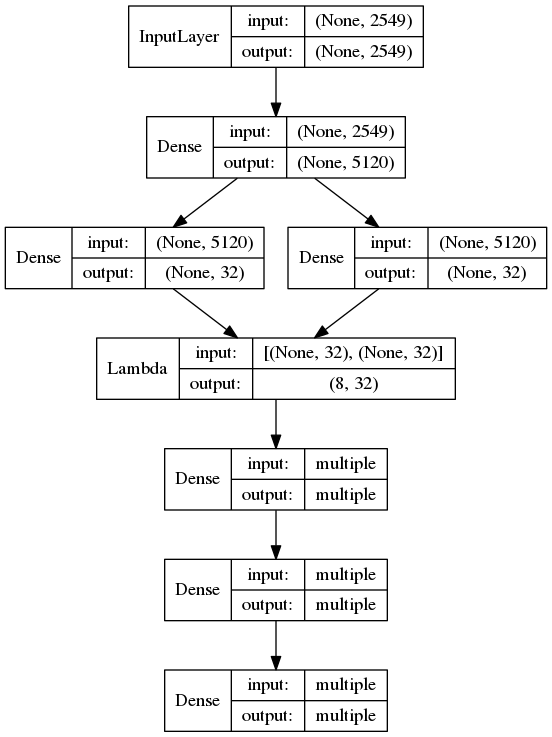 InputLayer input: (None, 2549)
output: (None, 2549)
Dense input: (None, 2549)
output: (None, 5120)
Dense input: (None, 5120)
output: (None, 32)
Dense input: (None, 5120)
output: (None, 32)
Lambda input: [(None, 32), (None, 32)]
output: (8, 32)
Dense input: multiple
output: multiple
Dense input: multiple
output: multiple
Dense input: multiple
output: multiple